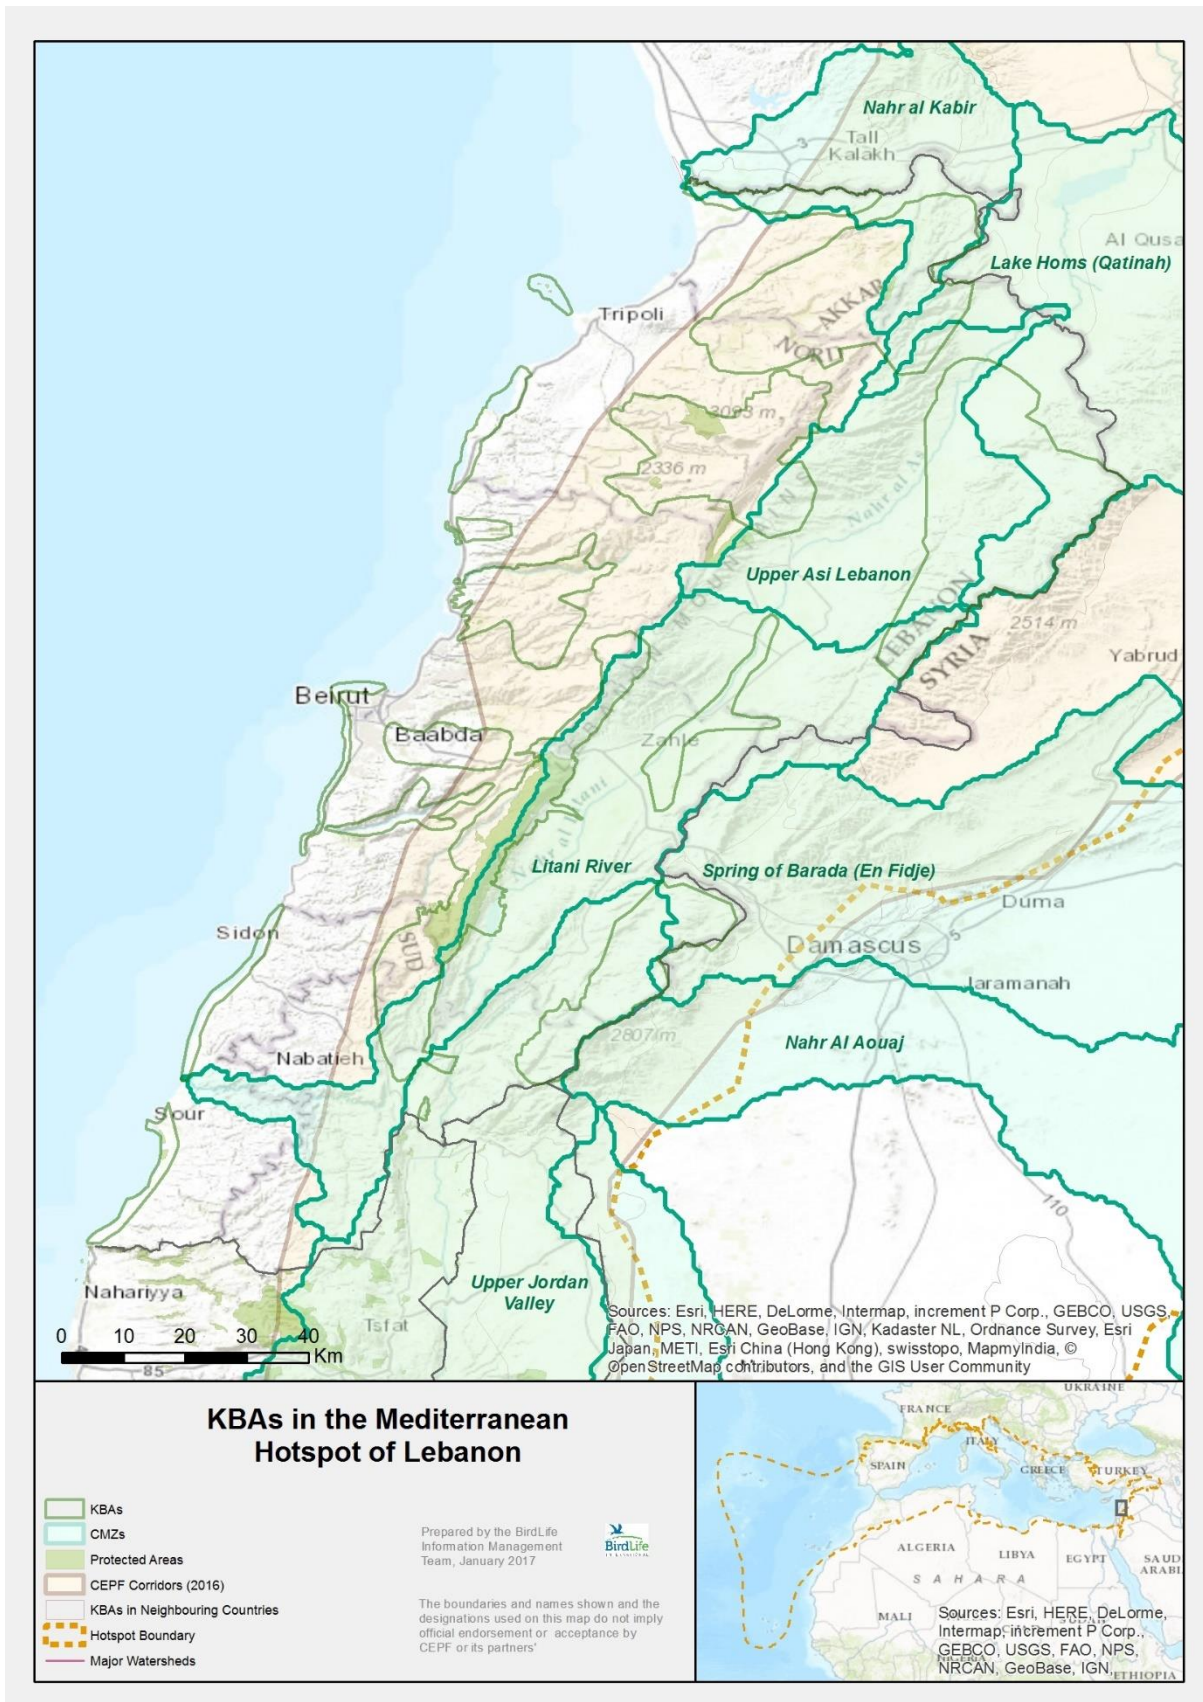 Nahr al Kabir
3
Tall
Kalakh
Al Qusa
Lake Homs (Qatinah)
Tripoli
AKKAR
NORD
3093 m
2336 m
Nahr al As
MOUNTAINS
Upper Asi Lebanon
LEBANON
SYRIA
2514 m
Yabrud
Beirut
Baabda
Zahle
Litani River
Spring of Barada (En Fidje)
Duma
Sidon
SUD
Damascus
5
Jaramanah
2807 m
Nahr Al Aouaj
Nabatieh
Sour
110
Upper Jordan
Valley
Nahariyya
Tsfat
0 10 20 30 40
Km
85
Sources: Esri, HERE, DeLorme, Intermap, increment P Corp., GEBCO, USGS,
FAO, NPS, NRCAN, GeoBase, IGN, Kadaster NL, Ordnance Survey, Esri
Japan, METI, Esri China (Hong Kong), swisstopo, MapmyIndia, ©
OpenStreetMap contributors, and the GIS User Community
KBAs in the Mediterranean
Hotspot of Lebanon
KBAs
CMZs
Protected Areas
CEPF Corridors (2016)
KBAs in Neighbouring Countries
Hotspot Boundary
Major Watersheds
Prepared by the BirdLife
Information Management
Team, January 2017
BirdLife
The boundaries and names shown and the
designations used on this map do not imply
official endorsement or acceptance by
CEPF or its partners'
UKRAINE
FRANCE
ITALY
SPAIN
GREECE
TURKEY
ALGERIA
LIBYA
EGYPT
SAUD
ARABI
SAHARA
MALI
Sources: Esri, HERE, DeLorme,
Intermap, increment P Corp.,
GEBCO, USGS, FAO, NPS,
NRCAN, GeoBase, IGN,
ETHIOPIA